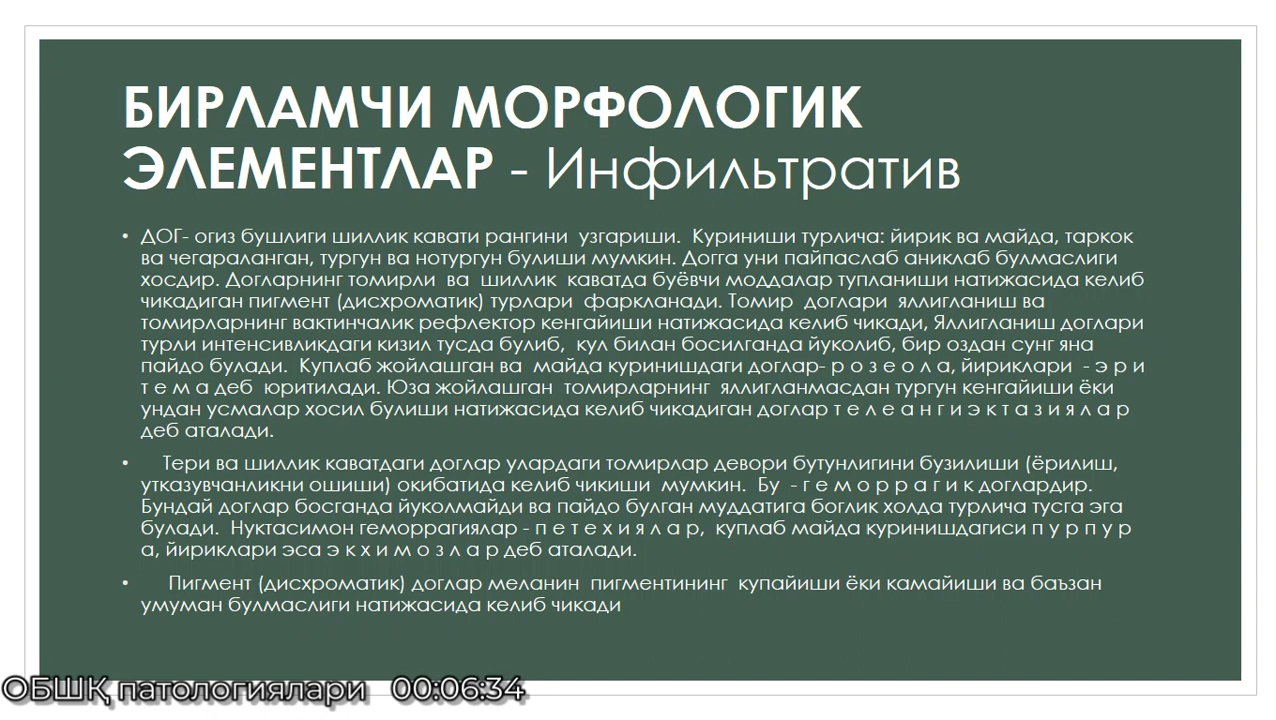 БИРЛАМЧИ МОРФОЛОГИК
ЭЛЕМЕНТЛАР - Инфильтратив
• ДОГ- огиз бушлиги шиллик кавати рангини узгариши. Куриниши турлича: йирик ва майда, таркок
ва чегараланган, тургун ва нотургун булиши мумкин. Догга уни пайпаслаб аниклаб булмаслиги
хосдир. Догларнинг томирли ва шиллик каватда буёвчи моддалар тупланиши натижасида келиб
чикадиган пигмент (дисхроматик) турлари фаркланади. Томир доглари яллигланиш ва
томирларнинг вактинчалик рефлектор кенгайиши натижасида келиб чикади, Яллигланиш доглари
турли интенсивликдаги кизил тусда булиб, кул билан босилганда йуколиб, бир оздан сунг яна
пайдо булади. Куплаб жойлашган ва майда куринишдаги доглар- р о з е о л а, йириклари - э р и
т е м а деб юритилади. Юза жойлашган томирларнинг яллигланмасдан тургун кенгайиши ёки
ундан усмалар хосил булиши натижасида келиб чикадиган доглар т е л е а н г и э к т а з и я л а р
деб аталади.
• Тери ва шиллик каватдаги доглар улардаги томирлар девори бутунлигини бузилиши (ёрилиш,
утказувчанликни ошиши) окибатида келиб чикиши мумкин. Бу - г е м о р р а г и к доглардир.
Бундай доглар босганда йуколмайди ва пайдо булган муддатига боглик холда турлича тусга эга
булади. Нуктасимон геморрагиялар - п е т е х и я л а р, куплаб майда куринишдагиси п у р п у р
а, йириклари эса э к х и м о з л а р деб аталади.
• Пигмент (дисхроматик) доглар меланин пигментининг купайиши ёки камайиши ва баъзан
умуман булмаслиги натижасида келиб чикади
ОБШҚ патологиялари 00:06:34